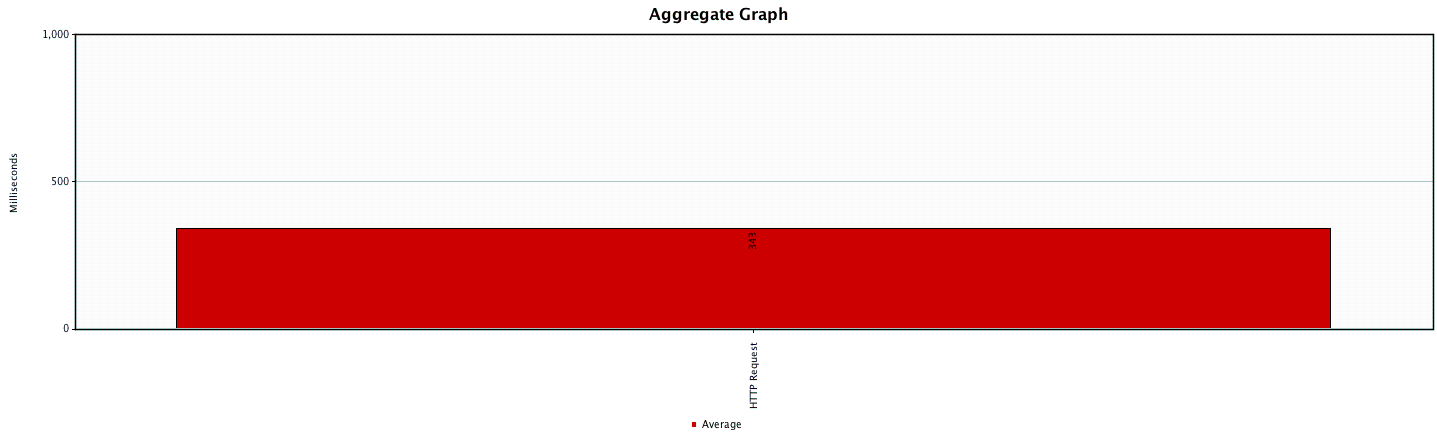 Aggregate Graph
1,000
500
0
Milliseconds
343
HTTP Request
Average